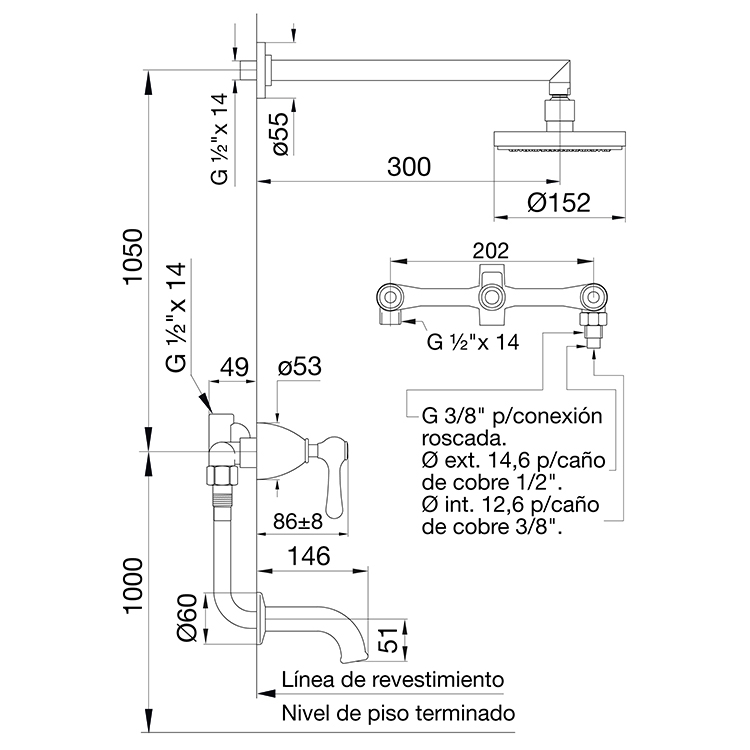 G ½"x 14
ø55
300
Ø152
1050
202
G ½"x 14
G ½"x 14
49
ø53
G 3/8" p/conexión
roscada.
Ø ext. 14,6 p/caño
de cobre 1/2".
Ø int. 12,6 p/caño
de cobre 3/8".
86±8
146
1000
Ø60
51
Línea de revestimiento
Nivel de piso terminado